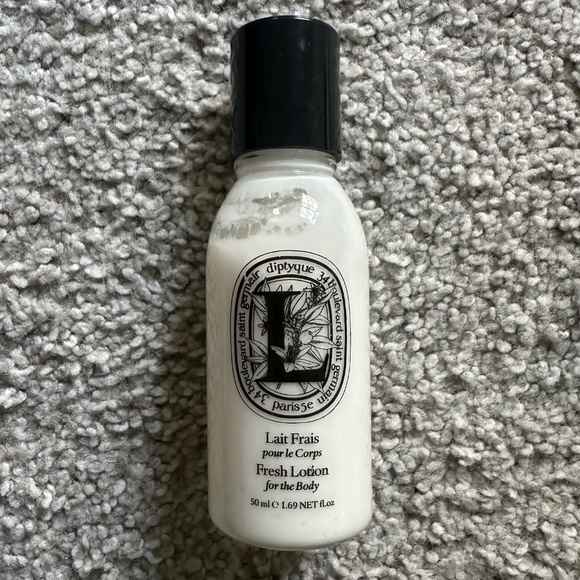 diptyque
34 boulevard saint germain
34 boulevard saint germain
paris5e
L
Lait Frais
pour le Corps
Fresh Lotion
for the Body
50 ml ℮ 1.69 NET fl.oz